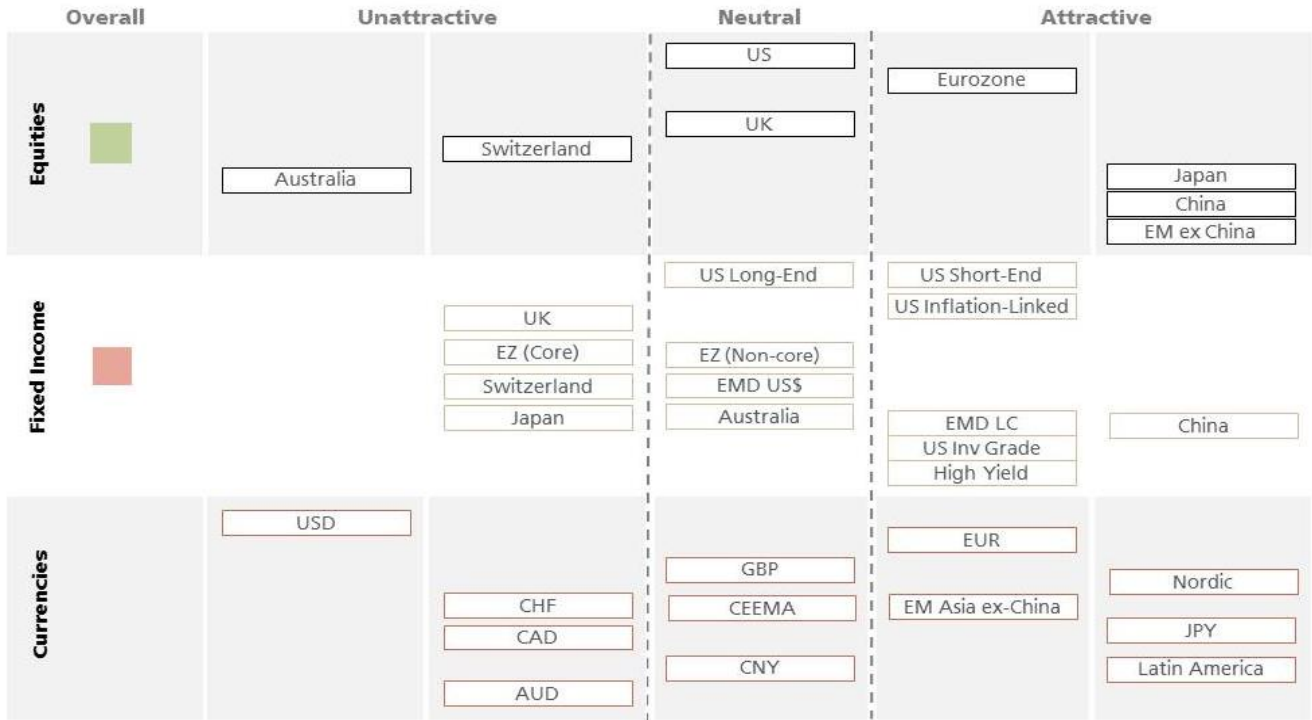 Overall Unattractive Neutral Attractive
Equities
US
Eurozone
UK
Switzerland
Australia
Japan
China
EM ex China
Fixed Income
US Long-End US Short-End
US Inflation-Linked
UK
EZ (Core) EZ (Non-core)
Switzerland EMD US$
Japan Australia EMD LC China
US Inv Grade
High Yield
Currencies
USD
EUR
GBP
Nordic
CHF CEEMA EM Asia ex-China
CAD JPY
CNY Latin America
AUD